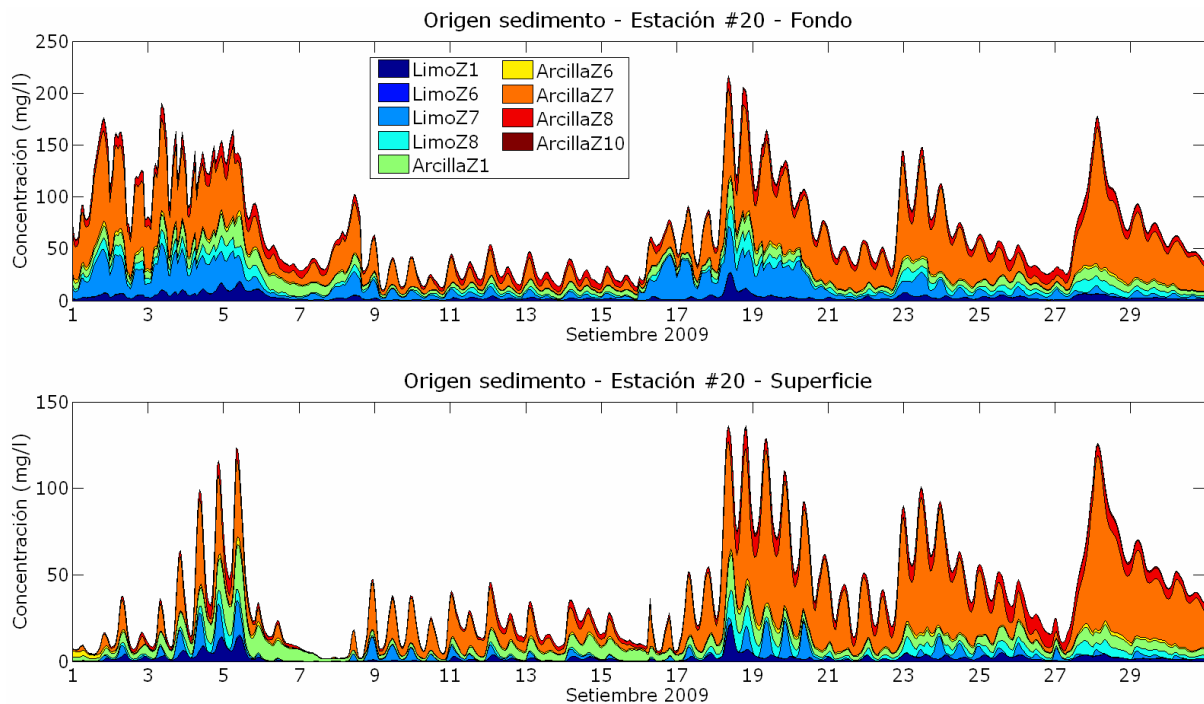 Origen sedimento - Estación #20 - Fondo
Concentración (mg/l)
250
200
150
100
50
0
LimoZ1
LimoZ6
LimoZ7
LimoZ8
ArcillaZ1
ArcillaZ6
ArcillaZ7
ArcillaZ8
ArcillaZ10
1 3 5 7 9 11 13 15 17 19 21 23 25 27 29
Setiembre 2009
Origen sedimento - Estación #20 - Superficie
Concentración (mg/l)
150
100
50
0
1 3 5 7 9 11 13 15 17 19 21 23 25 27 29
Setiembre 2009